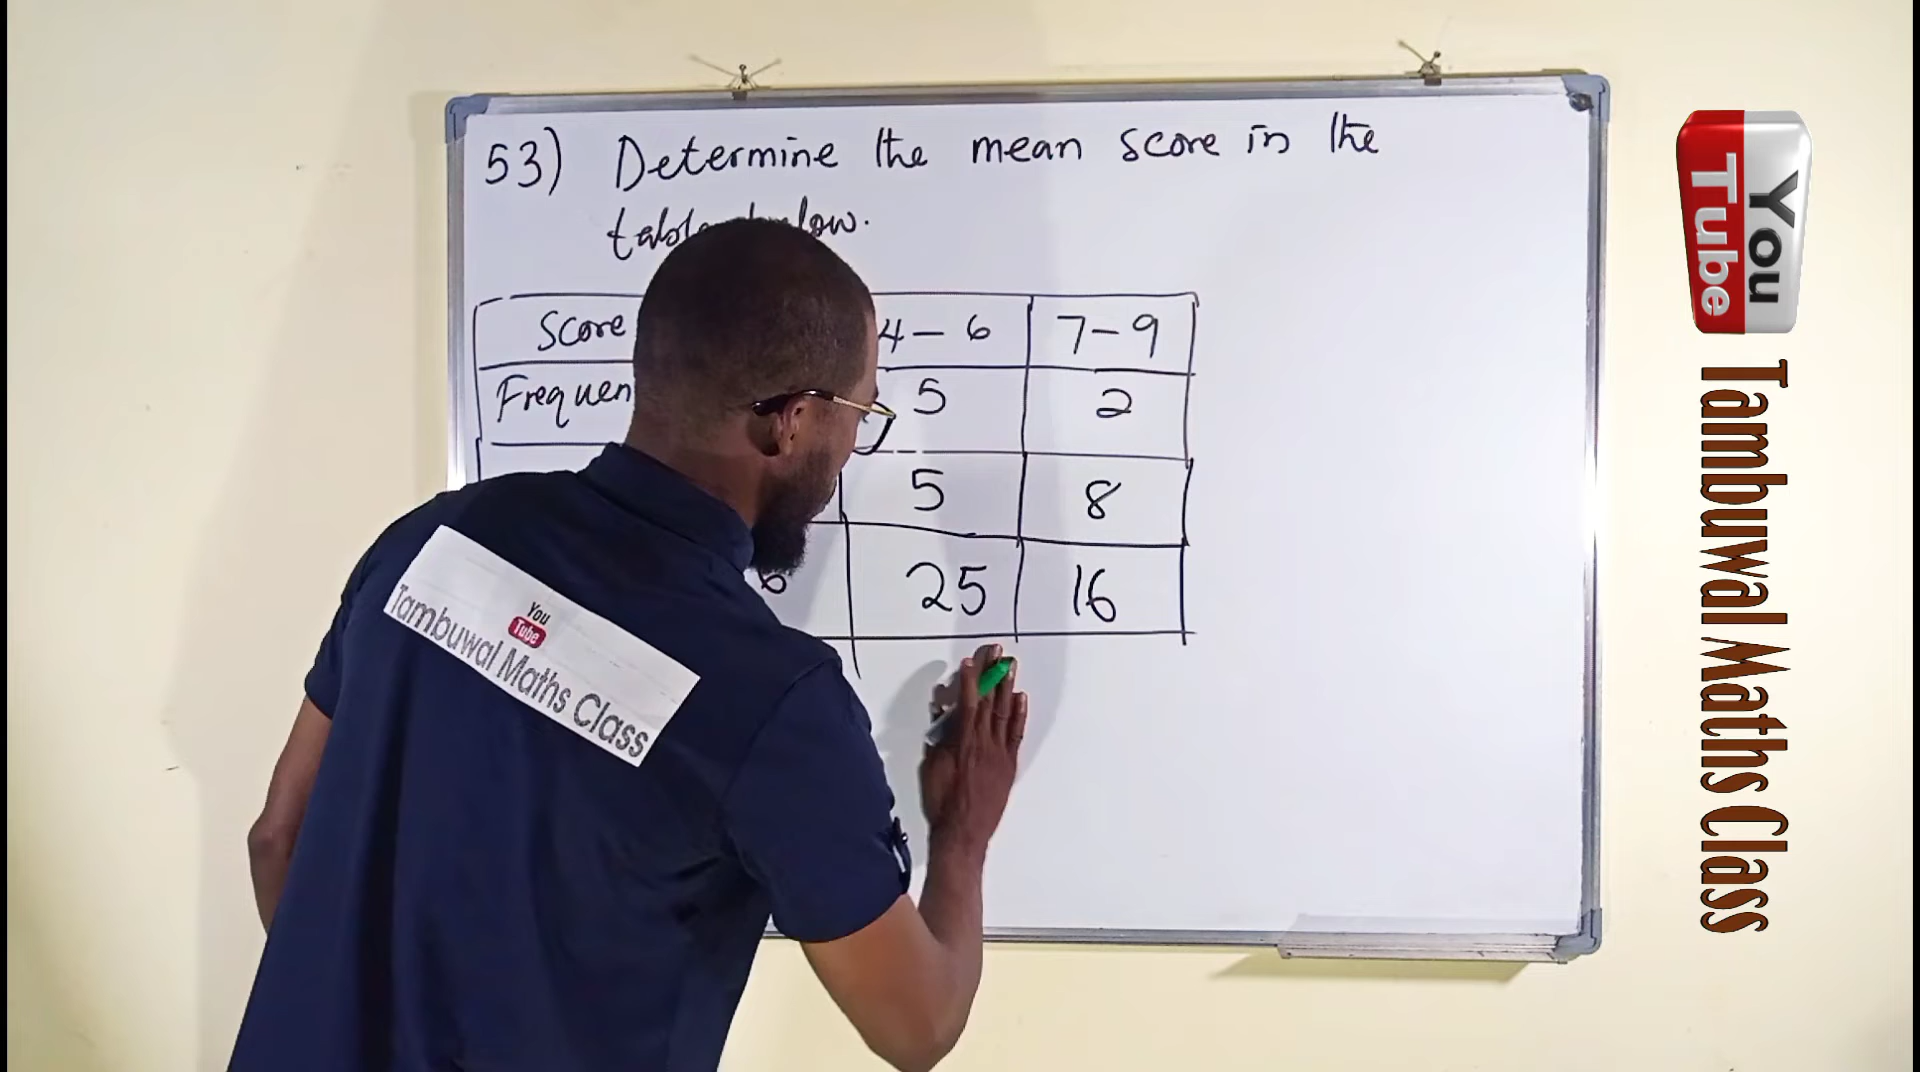 53) Determine the mean score in the
Score 4 – 6 7 – 9
5 2
5 8
6 25 16
You
Tube
Tambuwal Maths Class
You
Tube
Tambuwal Maths Class